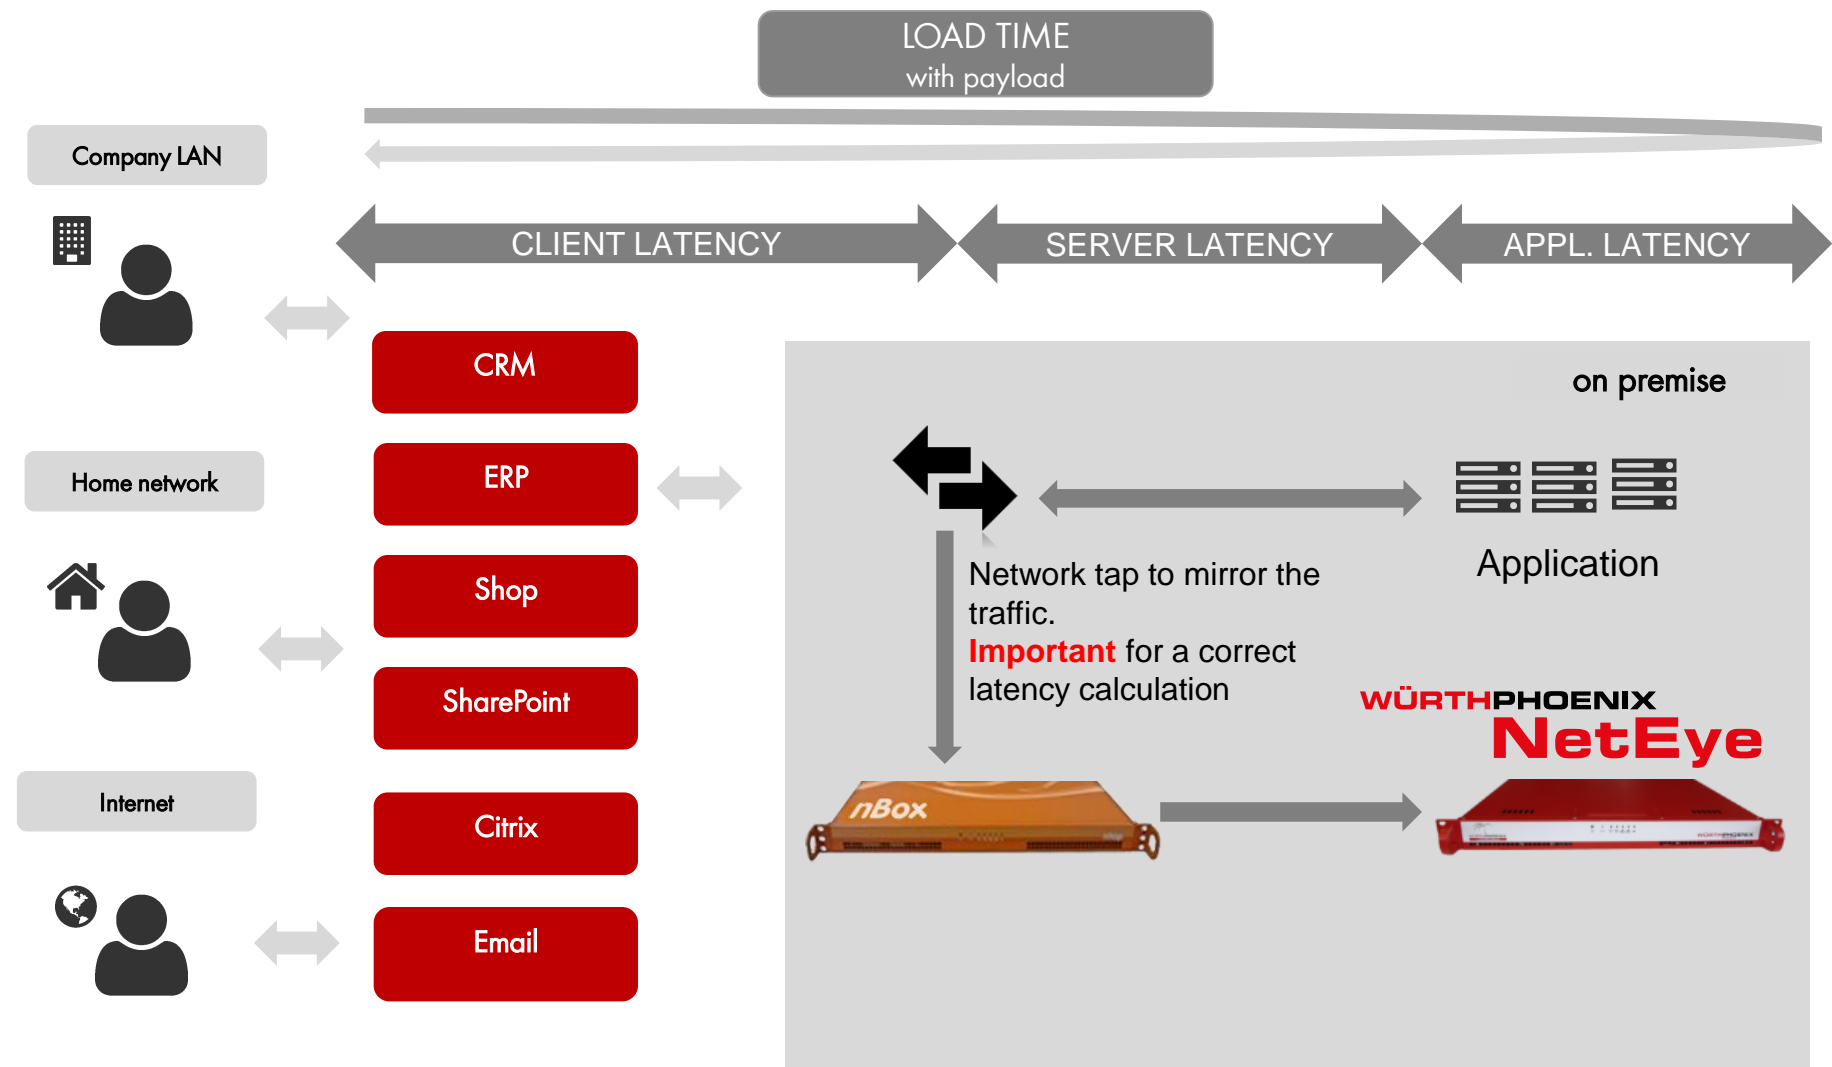 LOAD TIME
with payload
Company LAN
CLIENT LATENCY
SERVER LATENCY
APPL. LATENCY
CRM
on premise
ERP
Home network
Application
Network tap to mirror the
traffic.
Important for a correct
latency calculation
Shop
SharePoint
WÜRTHPHOENIX
NetEye
Internet
nBox
Citrix
WÜRTHPHOENIX
Email